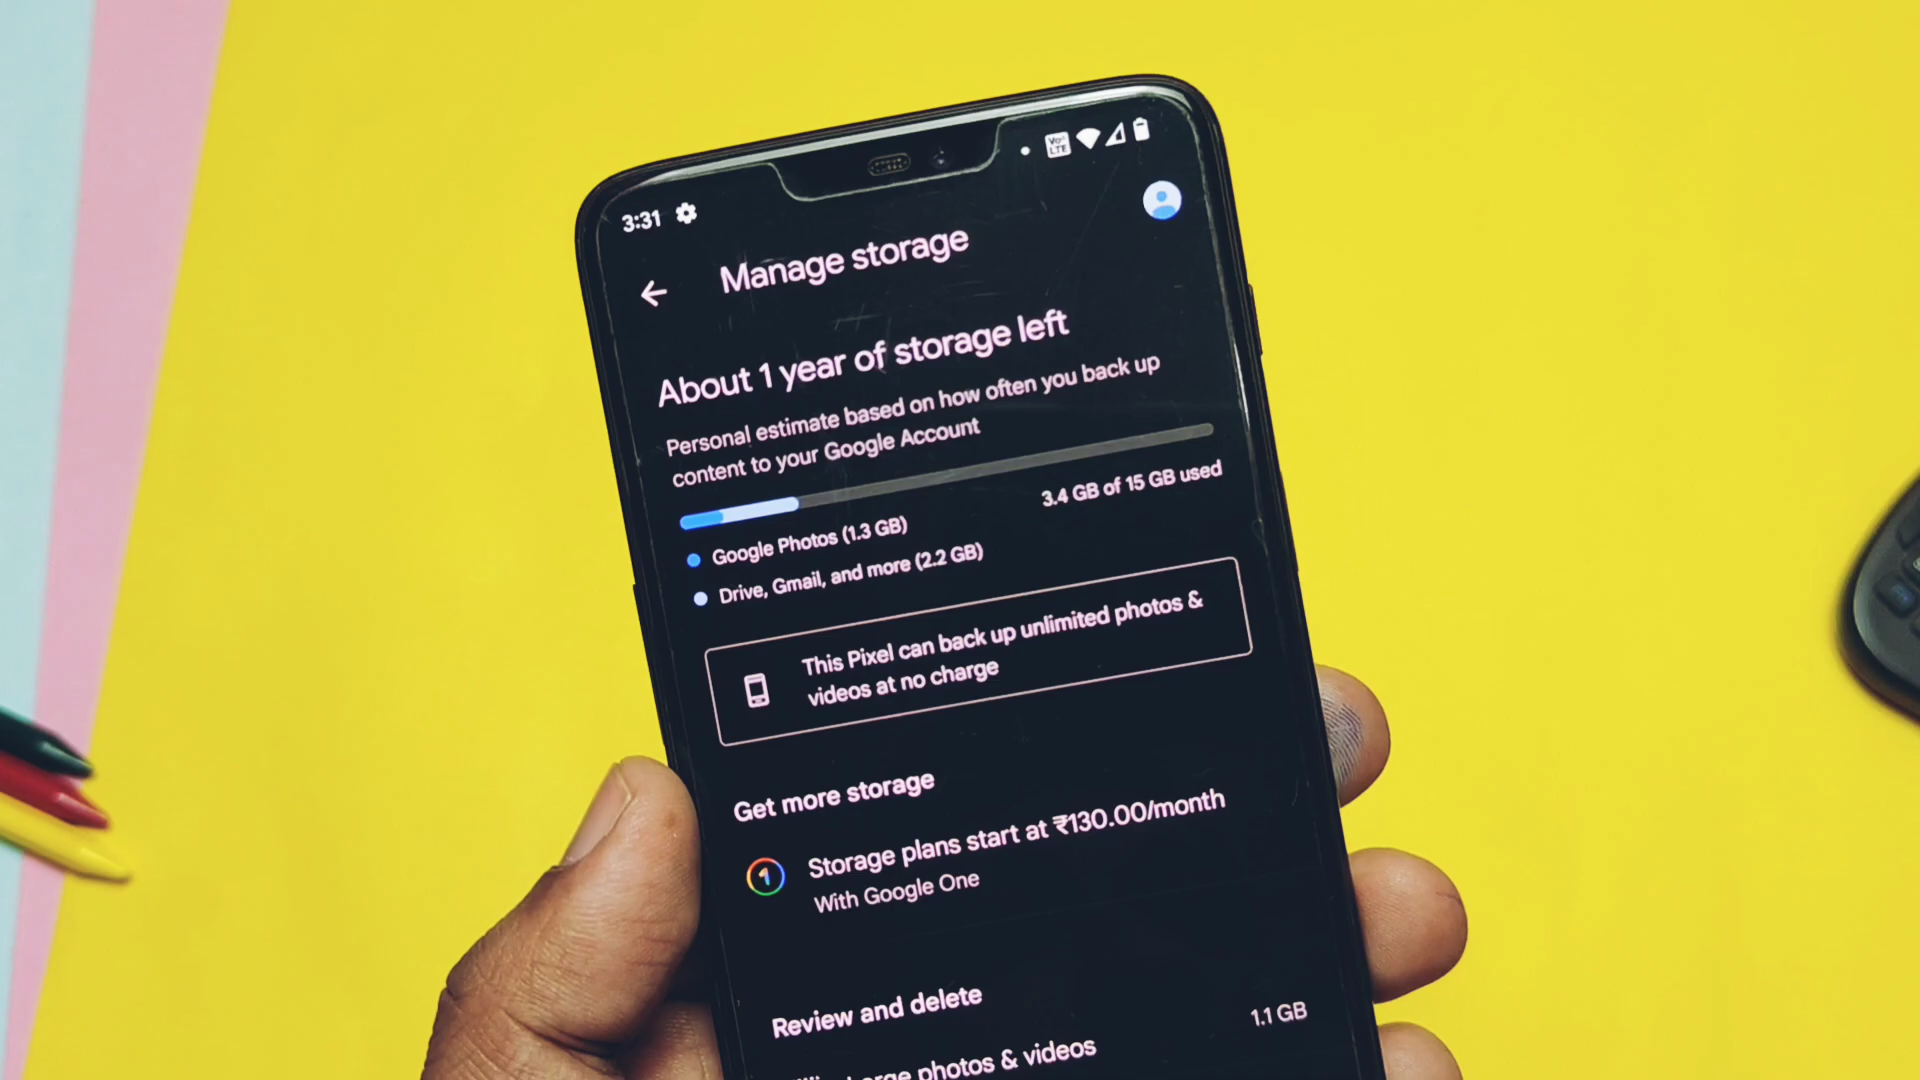 3:31
Vo LTE
Manage storage
About 1 year of storage left
Personal estimate based on how often you back up
content to your Google Account
3.4 GB of 15 GB used
Google Photos (1.3 GB)
Drive, Gmail, and more (2.2 GB)
This Pixel can back up unlimited photos &
videos at no charge
Get more storage
1
Storage plans start at ₹130.00/month
With Google One
Review and delete
photos & videos
1.1 GB